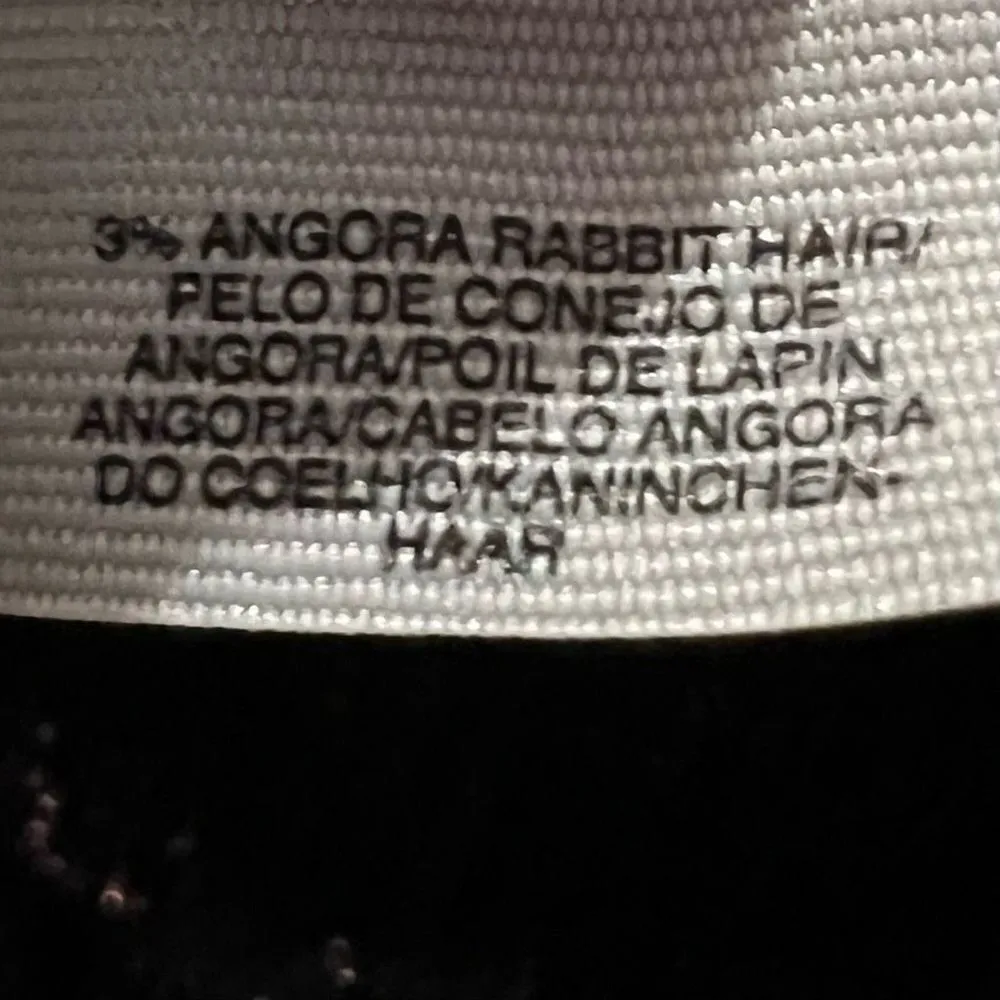 3% ANGORA RABBIT HAIR/
PELO DE CONEJO DE
ANGORA/POIL DE LAPIN
ANGORA/CABELO ANGORA
DO COELHO/KANINCHEN-
HAAR